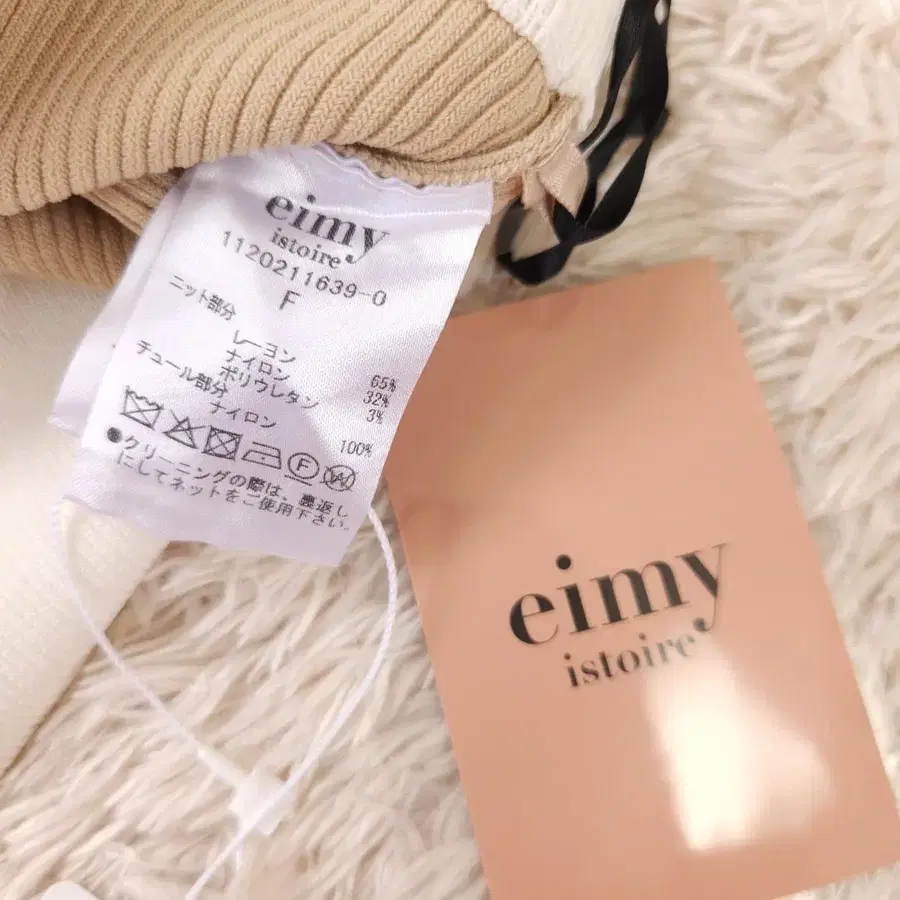 eimy
istoire
1120211639-0
F
ニット部分
レーヨン 65%
ナイロン 32%
ポリウレタン 3%
チュール部分
ナイロン 100%
F W
●クリーニングの際は、裏返し
にしてネットをご使用下さい。
eimy
istoire